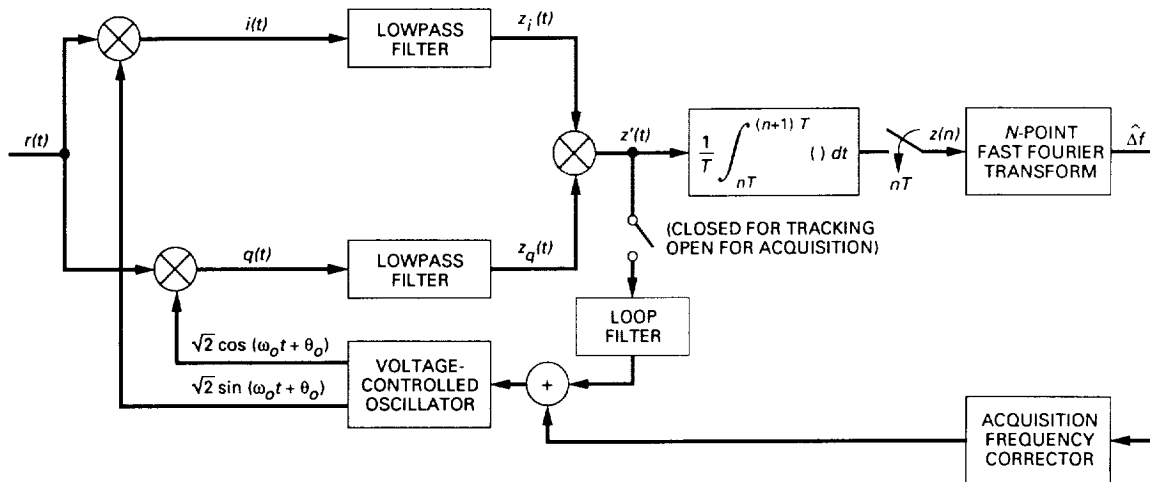 i(t)
LOWPASS
FILTER
z_i (t)
r(t)
z'(t)
1/T ∫_{nT}^{(n+1) T} ( ) dt
z(n)
nT
N-POINT
FAST FOURIER
TRANSFORM
Δ̂f
(CLOSED FOR TRACKING
OPEN FOR ACQUISITION)
q(t)
LOWPASS
FILTER
z_q(t)
LOOP
FILTER
√2 cos (ω_o t + θ_o)
√2 sin (ω_o t + θ_o)
VOLTAGE-
CONTROLLED
OSCILLATOR
+
ACQUISITION
FREQUENCY
CORRECTOR